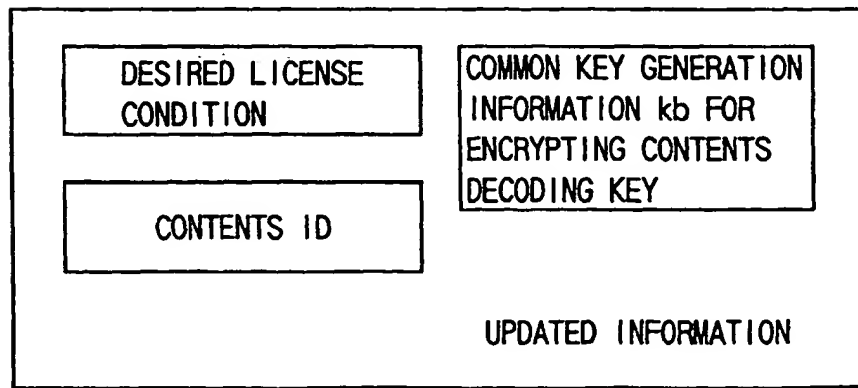 DESIRED LICENSE
CONDITION
COMMON KEY GENERATION
INFORMATION kb FOR
ENCRYPTING CONTENTS
DECODING KEY
CONTENTS ID
UPDATED INFORMATION